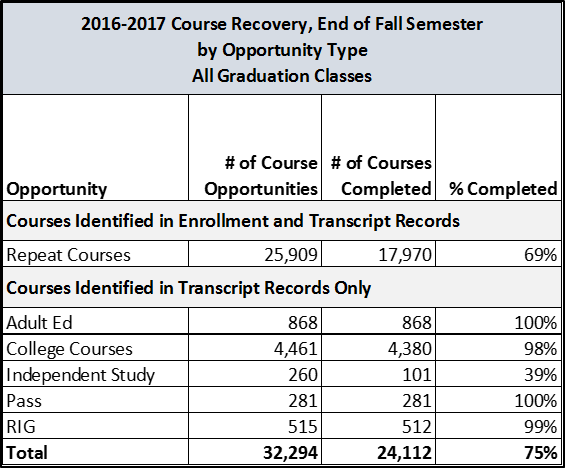 2016-2017 Course Recovery, End of Fall Semester
by Opportunity Type
All Graduation Classes
Opportunity # of Course Opportunities # of Courses Completed % Completed
Courses Identified in Enrollment and Transcript Records
Repeat Courses 25,909 17,970 69%
Courses Identified in Transcript Records Only
Adult Ed 868 868 100%
College Courses 4,461 4,380 98%
Independent Study 260 101 39%
Pass 281 281 100%
RIG 515 512 99%
Total 32,294 24,112 75%